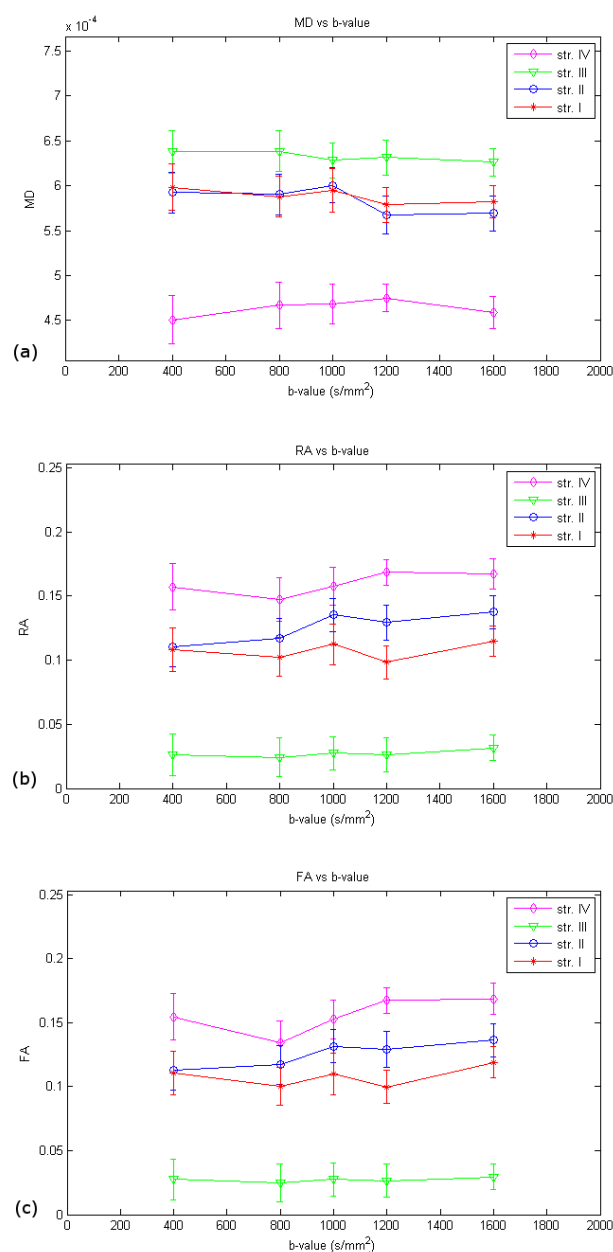 x 10^-4
MD vs b-value
7.5
7
6.5
6
5.5
5
4.5
4
MD
str. IV
str. III
str. II
str. I
(a)
0 200 400 600 800 1000 1200 1400 1600 1800 2000
b-value (s/mm²)
RA vs b-value
0.25
0.2
0.15
0.1
0.05
0
RA
str. IV
str. III
str. II
str. I
(b)
0 200 400 600 800 1000 1200 1400 1600 1800 2000
b-value (s/mm²)
FA vs b-value
0.25
0.2
0.15
0.1
0.05
0
FA
str. IV
str. III
str. II
str. I
(c)
0 200 400 600 800 1000 1200 1400 1600 1800 2000
b-value (s/mm²)